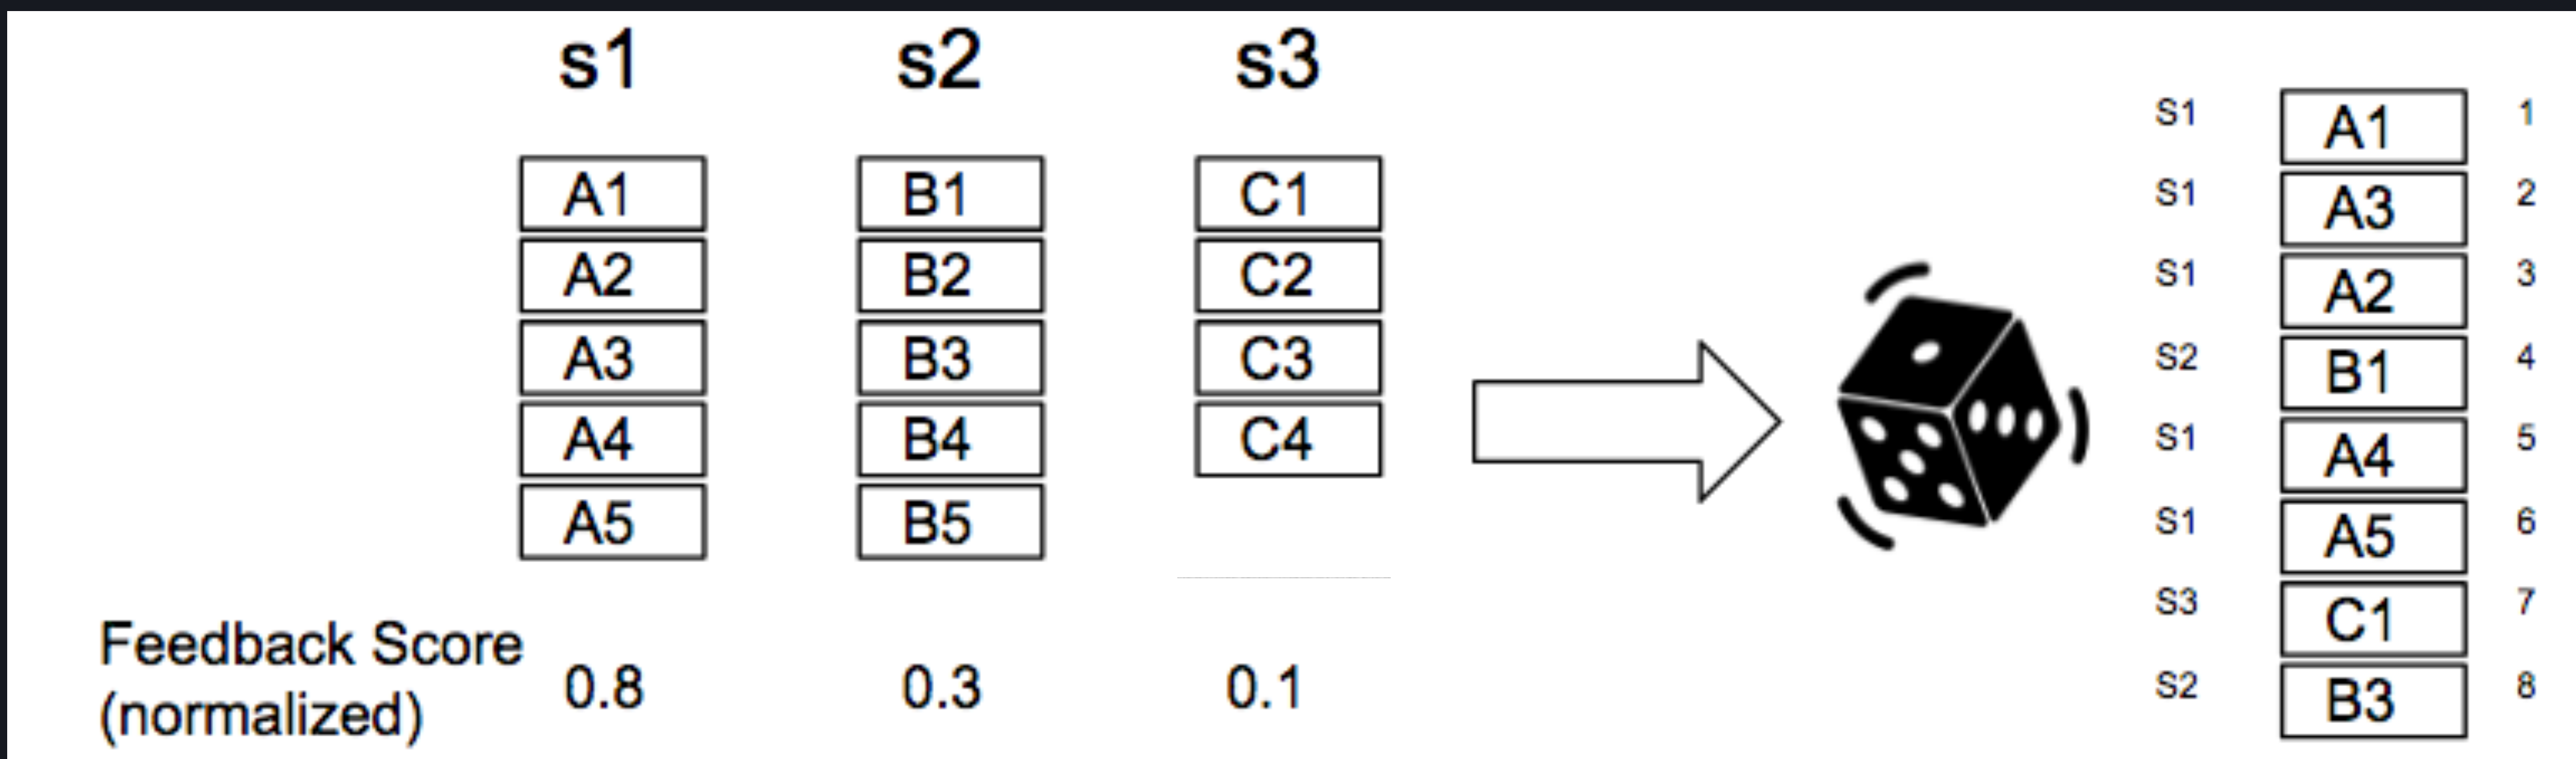 s1 s2 s3
A1 B1 C1
A2 B2 C2
A3 B3 C3
A4 B4 C4
A5 B5
Feedback Score
(normalized) 0.8 0.3 0.1
S1 A1 1
S1 A3 2
S1 A2 3
S2 B1 4
S1 A4 5
S1 A5 6
S3 C1 7
S2 B3 8